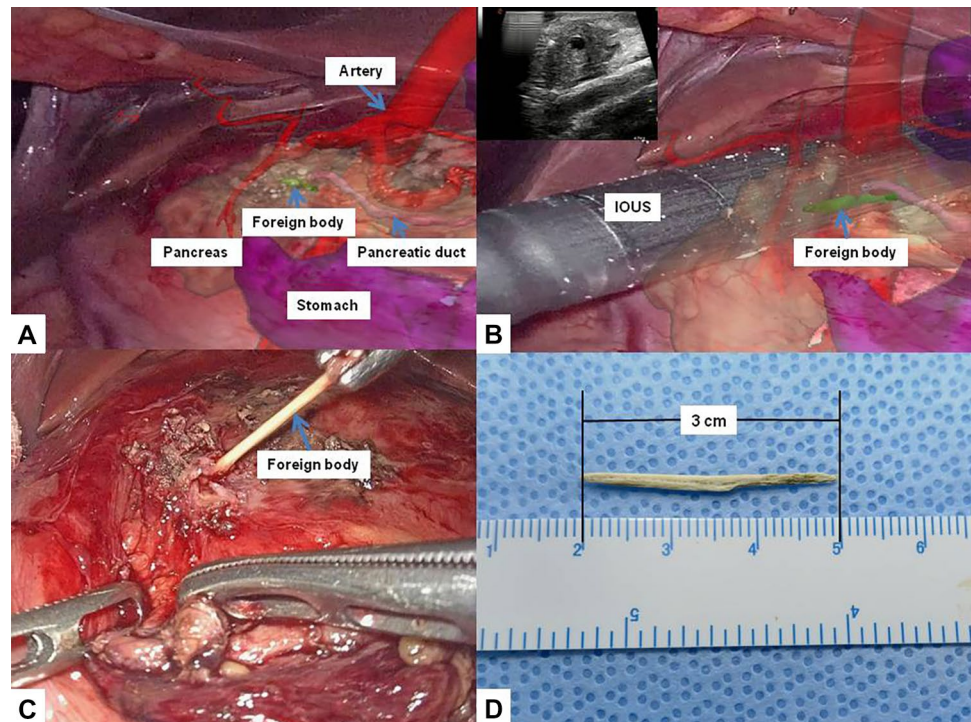 Artery
Foreign body
Pancreas
Pancreatic duct
Stomach
A
IOUS
Foreign body
B
Foreign body
C
3 cm
1 2 3 4 5 6
5 4
D